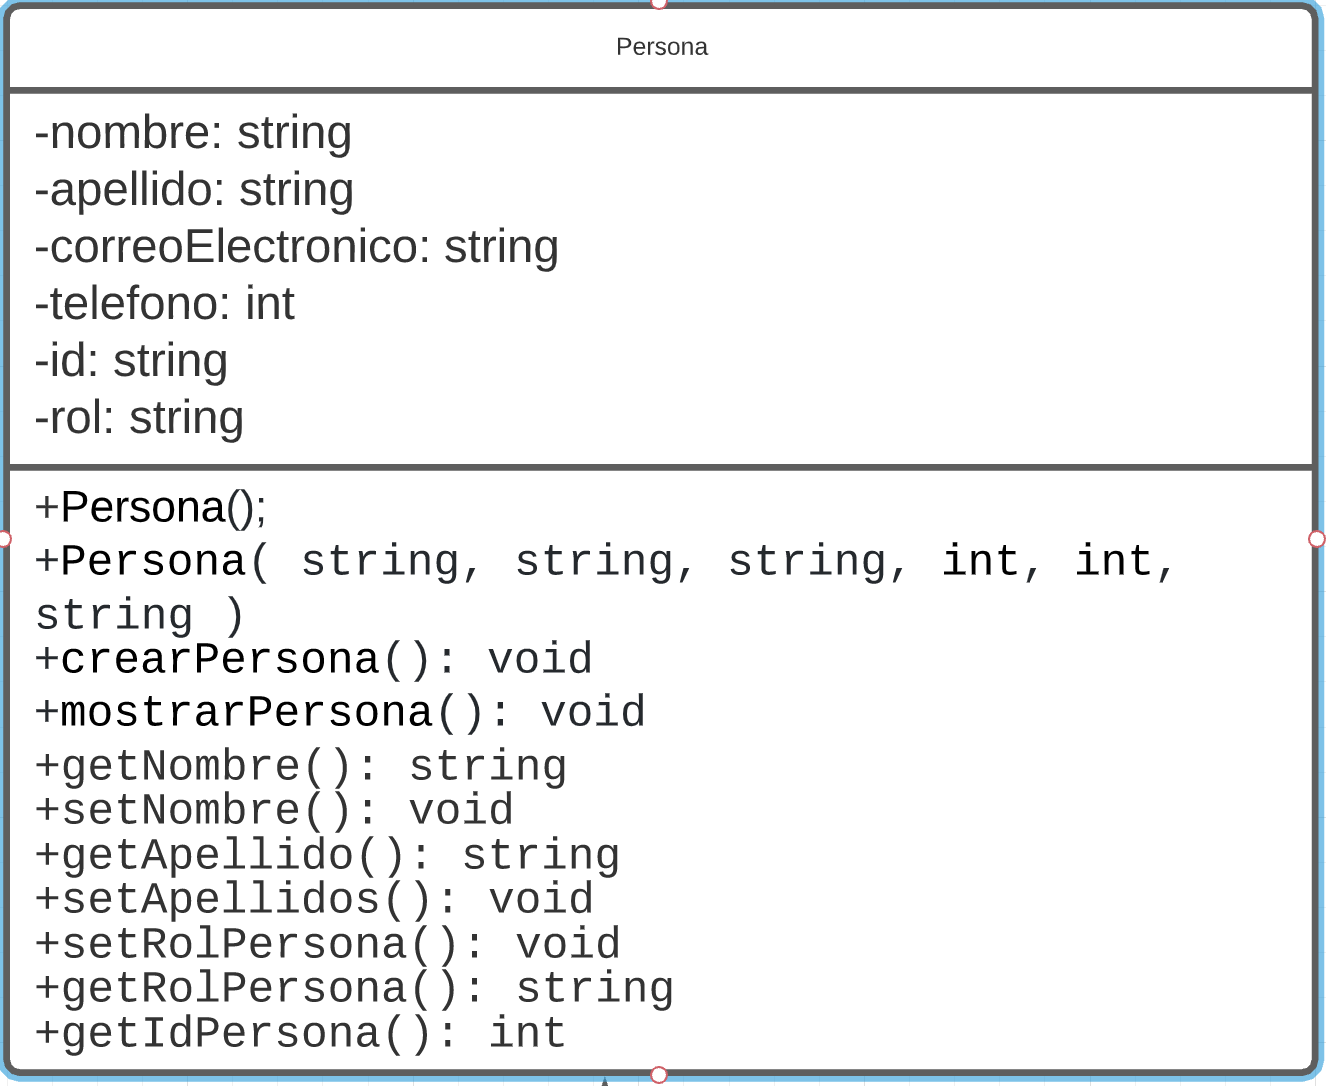 Persona
-nombre: string
-apellido: string
-correoElectronico: string
-telefono: int
-id: string
-rol: string
+Persona();
+Persona( string, string, string, int, int,
string )
+crearPersona(): void
+mostrarPersona(): void
+getNombre(): string
+setNombre(): void
+getApellido(): string
+setApellidos(): void
+setRolPersona(): void
+getRolPersona(): string
+getIdPersona(): int